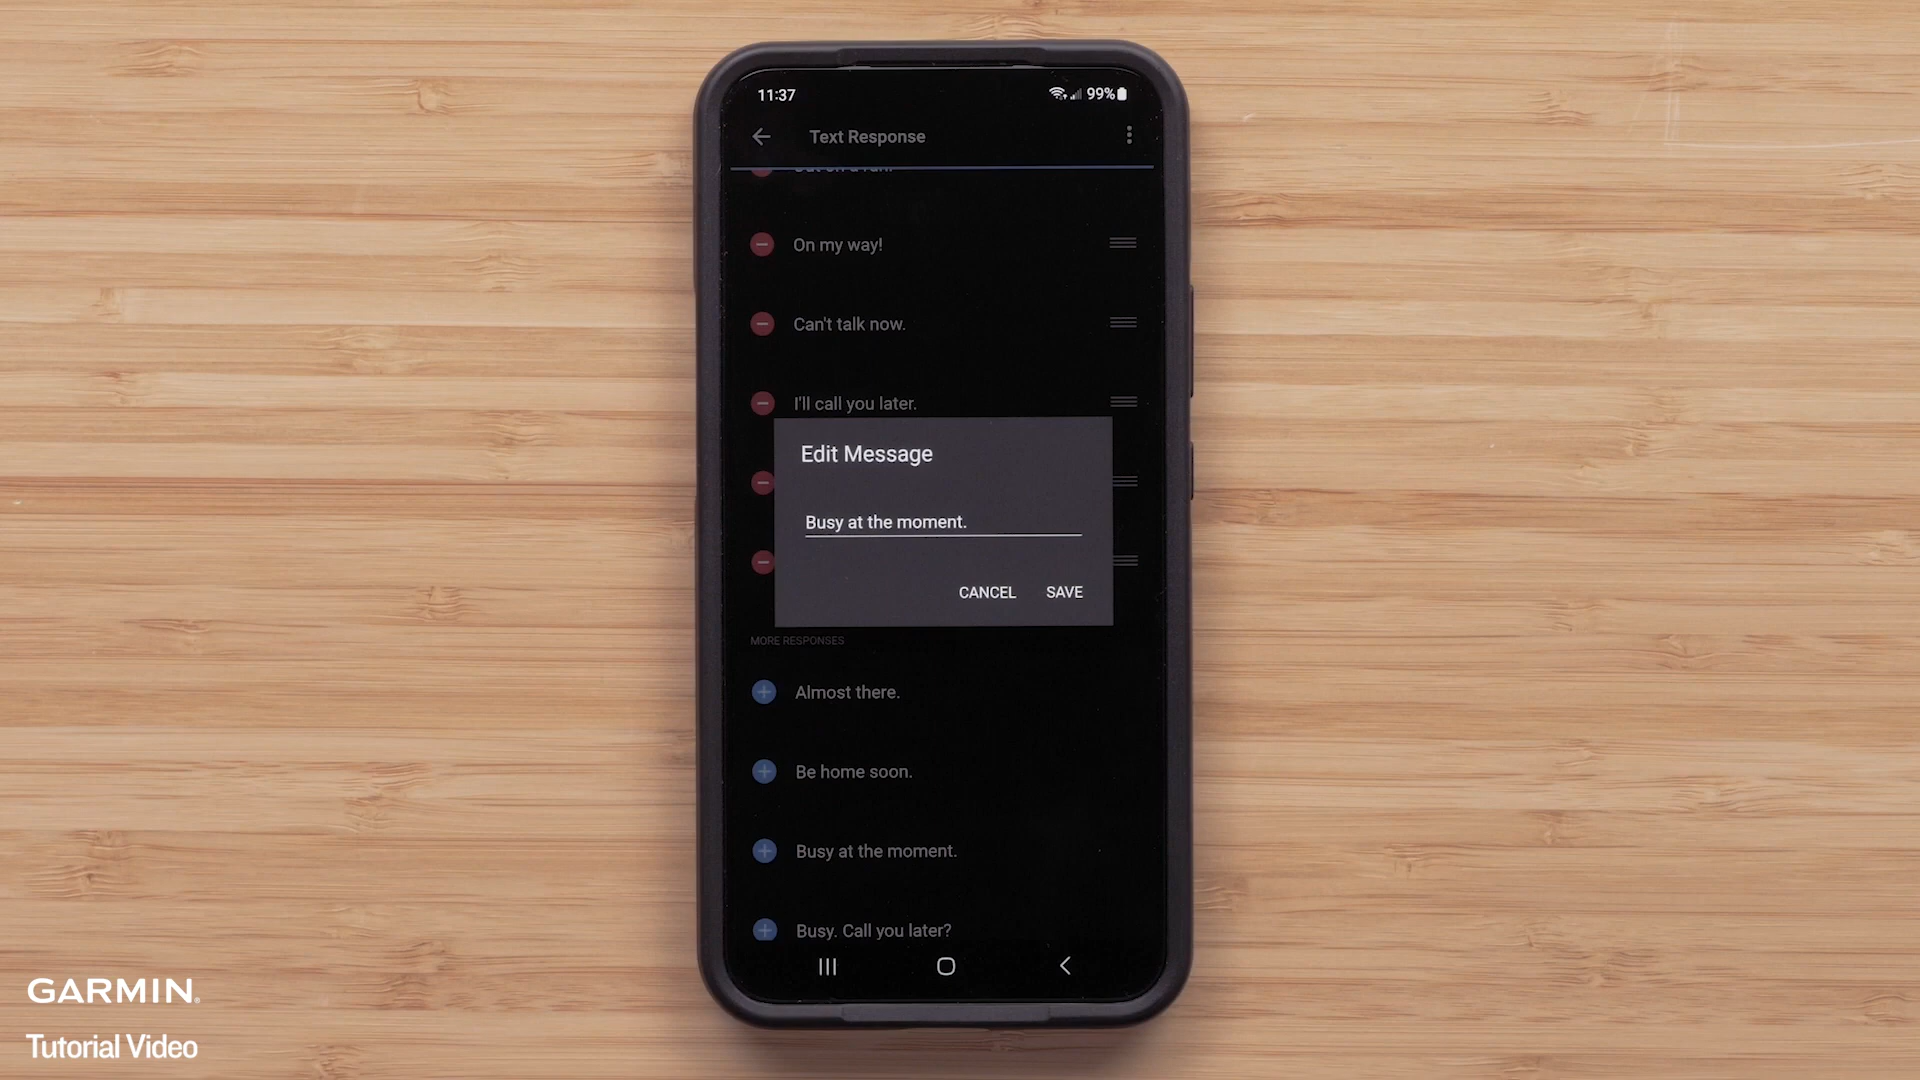 11:37
99%
Text Response
On my way!
Can't talk now.
I'll call you later.
Edit Message
Busy at the moment.
CANCEL SAVE
MORE RESPONSES
Almost there.
Be home soon.
Busy at the moment.
Busy. Call you later?
GARMIN®
Tutorial Video